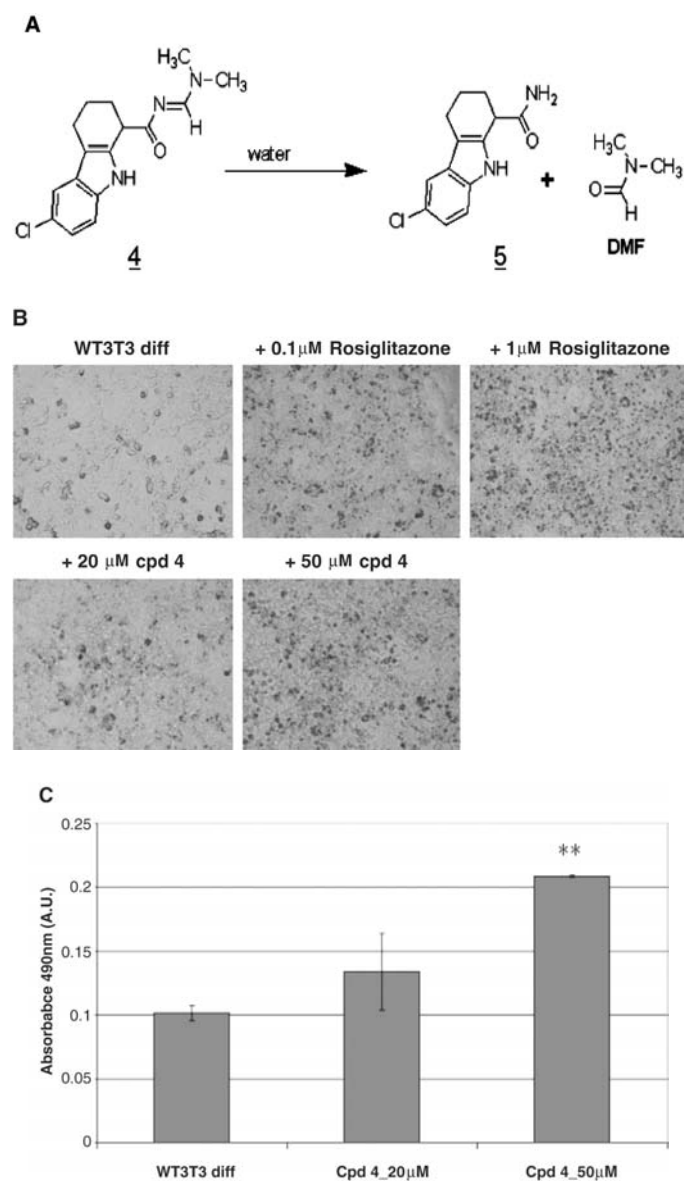 A
H₃C
N
CH₃
N
H
O
NH
Cl
4
water
NH₂
O
NH
Cl
5
+
H₃C
N
CH₃
O
H
DMF
B
WT3T3 diff
+ 0.1µM Rosiglitazone
+ 1µM Rosiglitazone
+ 20 µM cpd 4
+ 50 µM cpd 4
C
Absorbabce 490nm (A.U.)
0.25
0.2
0.15
0.1
0.05
0
**
WT3T3 diff
Cpd 4_20µM
Cpd 4_50µM